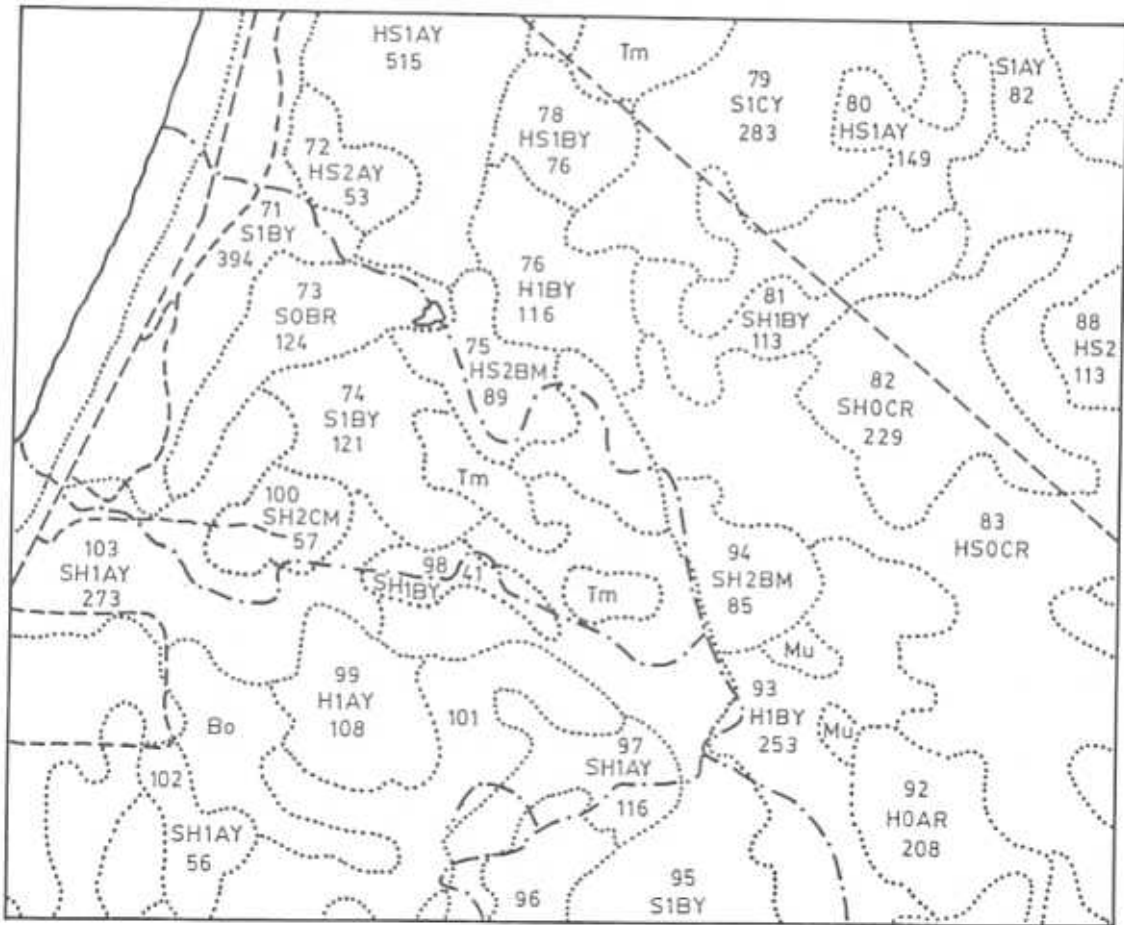 HS1AY
515
Tm
79
S1CY
283
80
HS1AY
149
S1AY
82
78
HS1BY
76
72
HS2AY
53
71
S1BY
394
73
S0BR
124
76
H1BY
116
81
SH1BY
113
88
HS2
113
75
HS2BM
89
74
S1BY
121
82
SH0CR
229
Tm
100
SH2CM
57
83
HS0CR
103
SH1AY
273
98
SH1BY
41
Tm
94
SH2BM
85
Mu
99
H1AY
108
Bo
101
93
H1BY
253
Mu
97
SH1AY
116
102
SH1AY
56
92
H0AR
208
96
95
S1BY